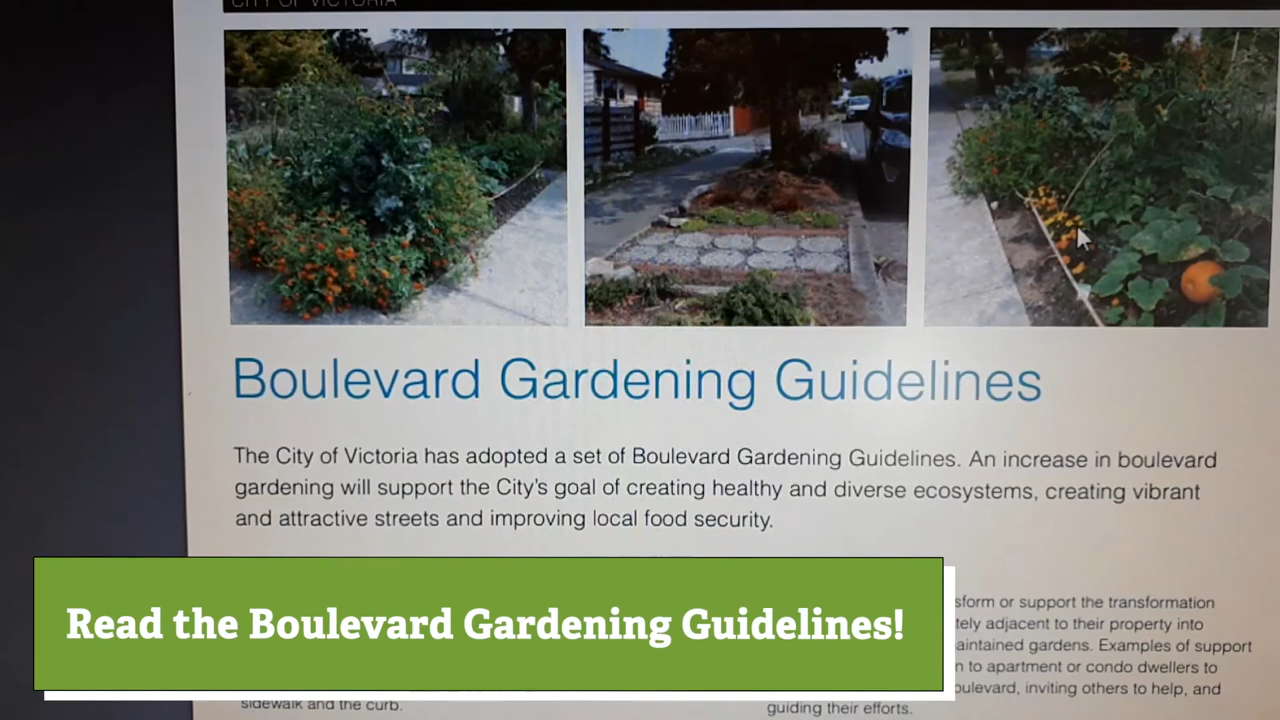 CITY OF VICTORIA
Boulevard Gardening Guidelines
The City of Victoria has adopted a set of Boulevard Gardening Guidelines. An increase in boulevard
gardening will support the City's goal of creating healthy and diverse ecosystems, creating vibrant
and attractive streets and improving local food security.
Read the Boulevard Gardening Guidelines!
sidewalk and the curb.
sform or support the transformation
tely adjacent to their property into
aintained gardens. Examples of support
n to apartment or condo dwellers to
oulevard, inviting others to help, and
guiding their efforts.